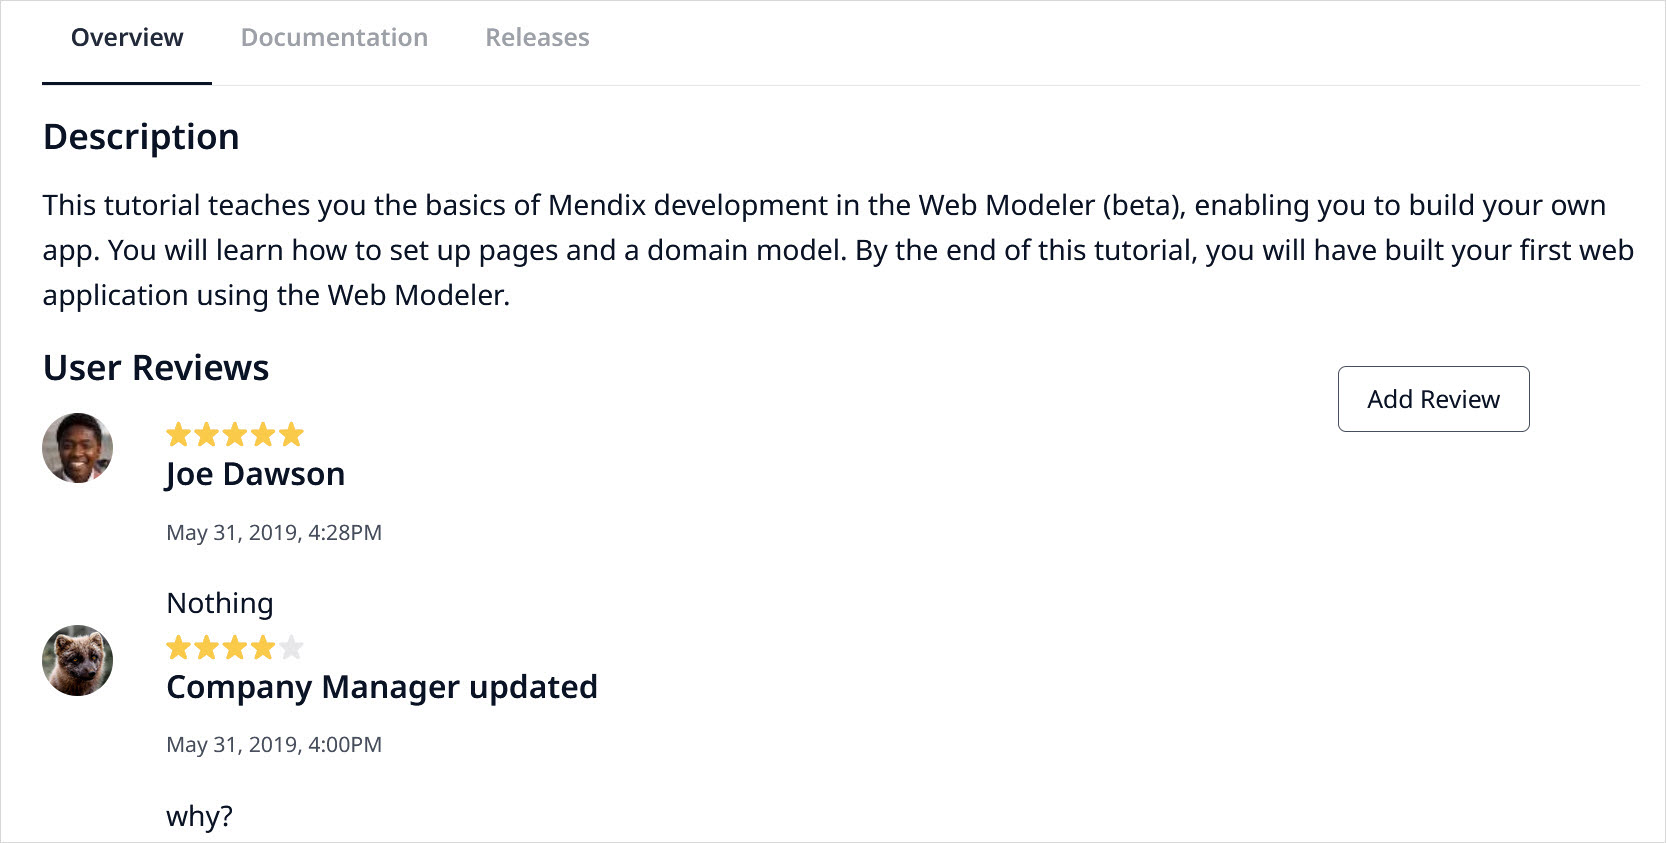 Overview Documentation Releases
Description
This tutorial teaches you the basics of Mendix development in the Web Modeler (beta), enabling you to build your own
app. You will learn how to set up pages and a domain model. By the end of this tutorial, you will have built your first web
application using the Web Modeler.
User Reviews
Add Review
Joe Dawson
May 31, 2019, 4:28PM
Nothing
Company Manager updated
May 31, 2019, 4:00PM
why?